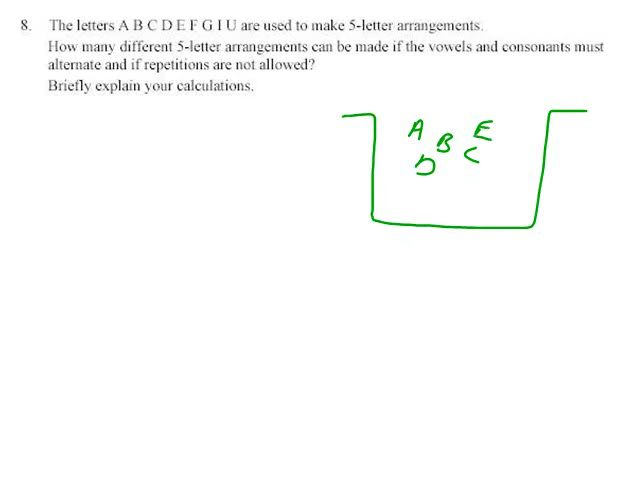 8. The letters A B C D E F G I U are used to make 5-letter arrangements.
How many different 5-letter arrangements can be made if the vowels and consonants must
alternate and if repetitions are not allowed?
Briefly explain your calculations.
A B E
D C